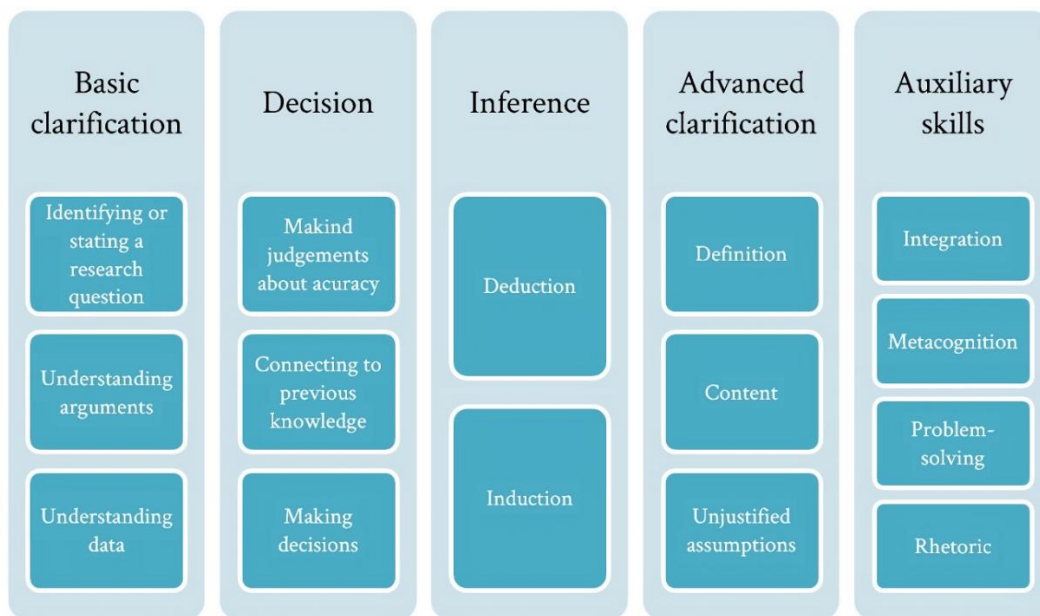 Basic
clarification
Identifying or
stating a
research
question
Understanding
arguments
Understanding
data
Decision
Makind
judgements
about acuracy
Connecting to
previous
knowledge
Making
decisions
Inference
Deduction
Induction
Advanced
clarification
Definition
Content
Unjustified
assumptions
Auxiliary
skills
Integration
Metacognition
Problem-
solving
Rhetoric